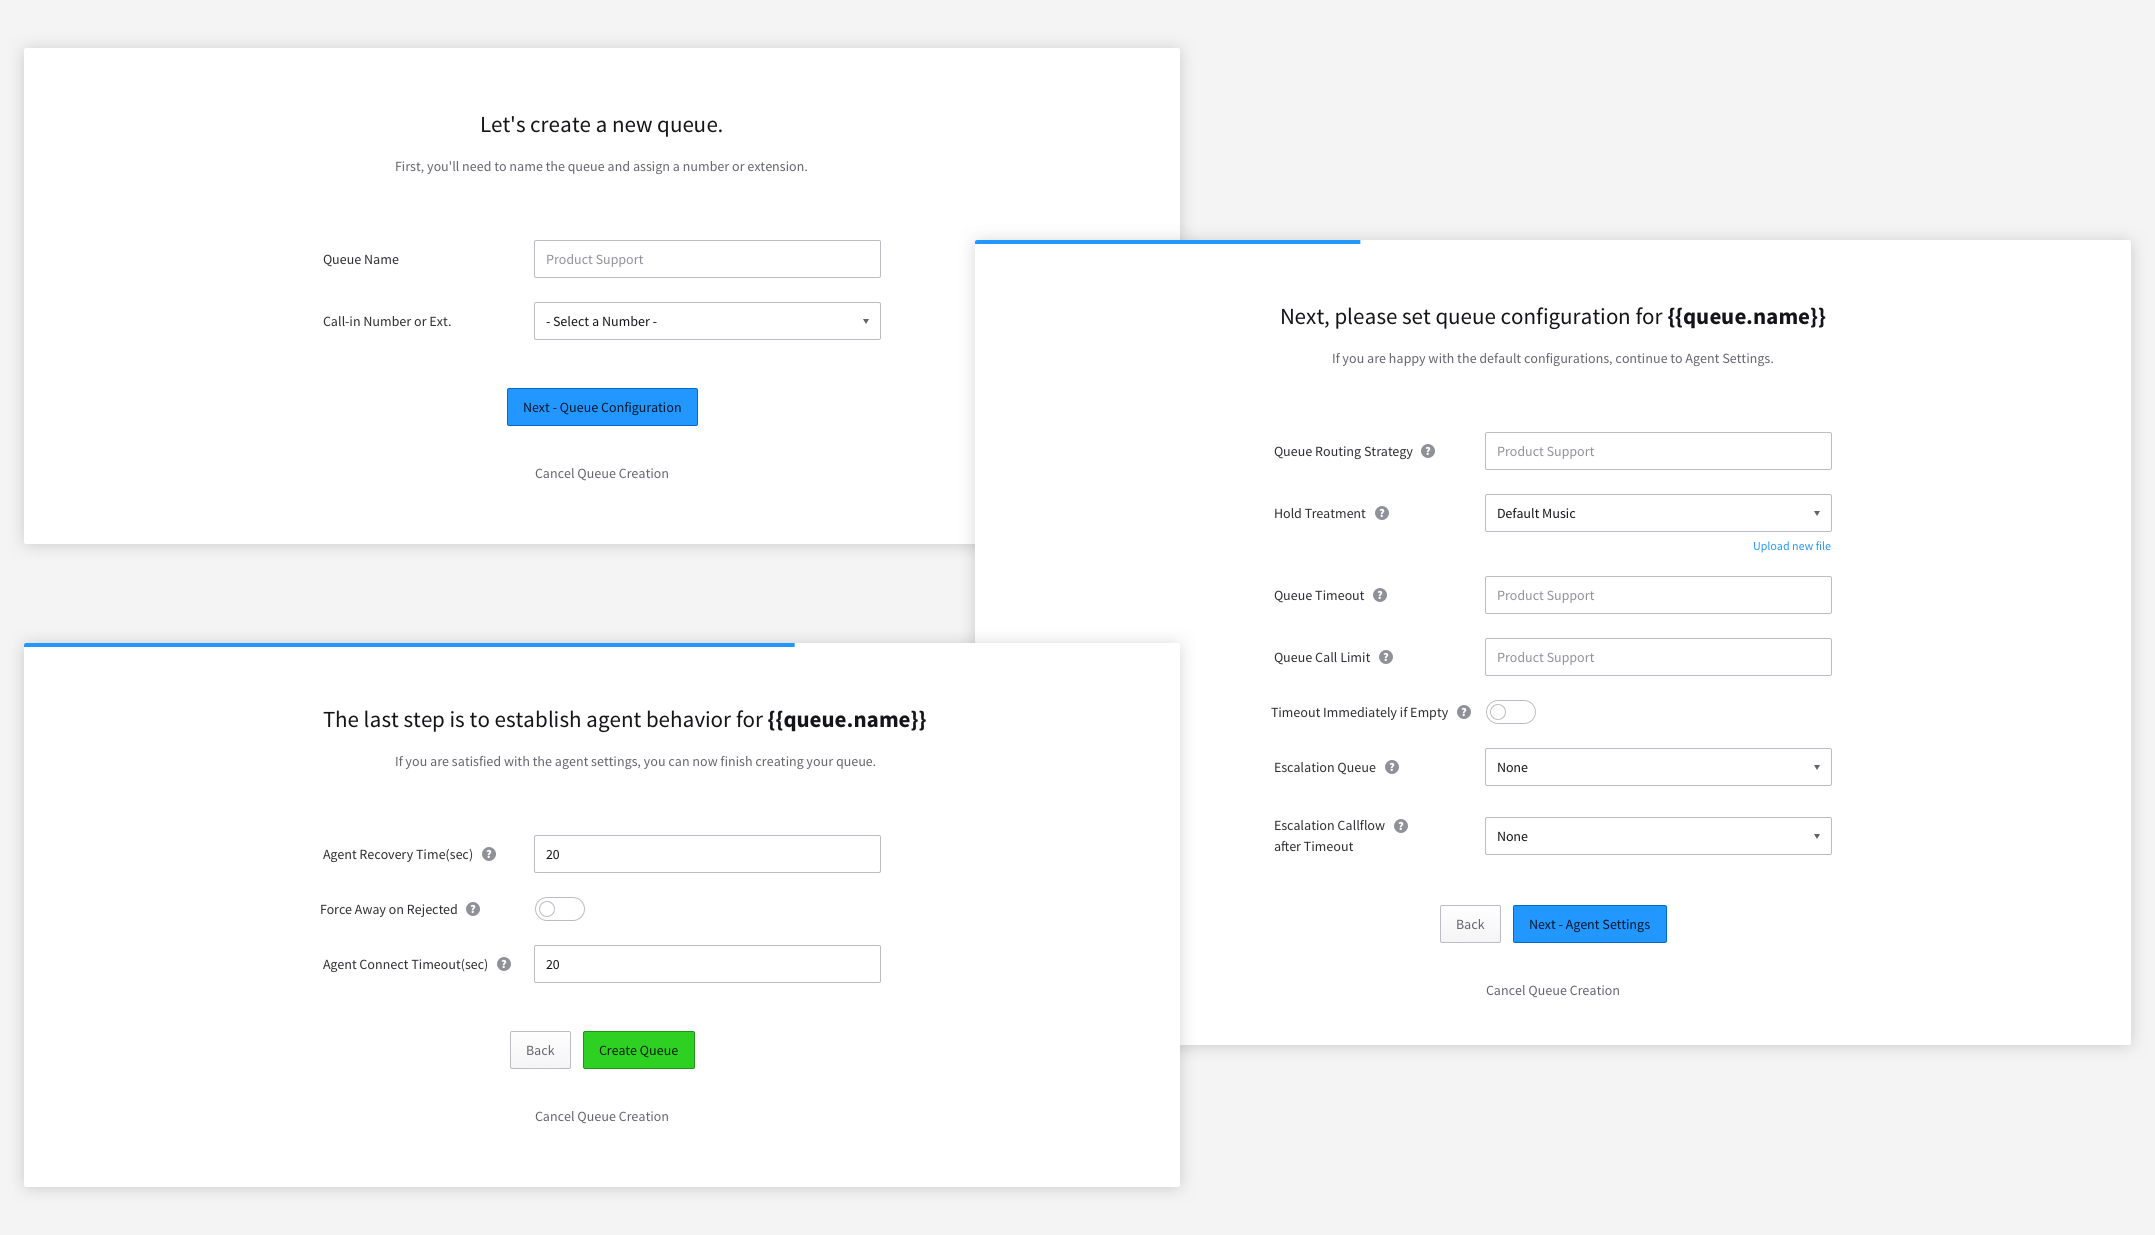 Let's create a new queue.
First, you'll need to name the queue and assign a number or extension.
Queue Name
Product Support
Call-in Number or Ext.
- Select a Number -
Next - Queue Configuration
Cancel Queue Creation
Next, please set queue configuration for {{queue.name}}
If you are happy with the default configurations, continue to Agent Settings.
Queue Routing Strategy ?
Product Support
Hold Treatment ?
Default Music
Upload new file
Queue Timeout ?
Product Support
Queue Call Limit ?
Product Support
Timeout Immediately if Empty ?
Escalation Queue ?
None
Escalation Callflow ?
after Timeout
None
Back
Next - Agent Settings
Cancel Queue Creation
The last step is to establish agent behavior for {{queue.name}}
If you are satisfied with the agent settings, you can now finish creating your queue.
Agent Recovery Time(sec) ?
20
Force Away on Rejected ?
Agent Connect Timeout(sec) ?
20
Back
Create Queue
Cancel Queue Creation